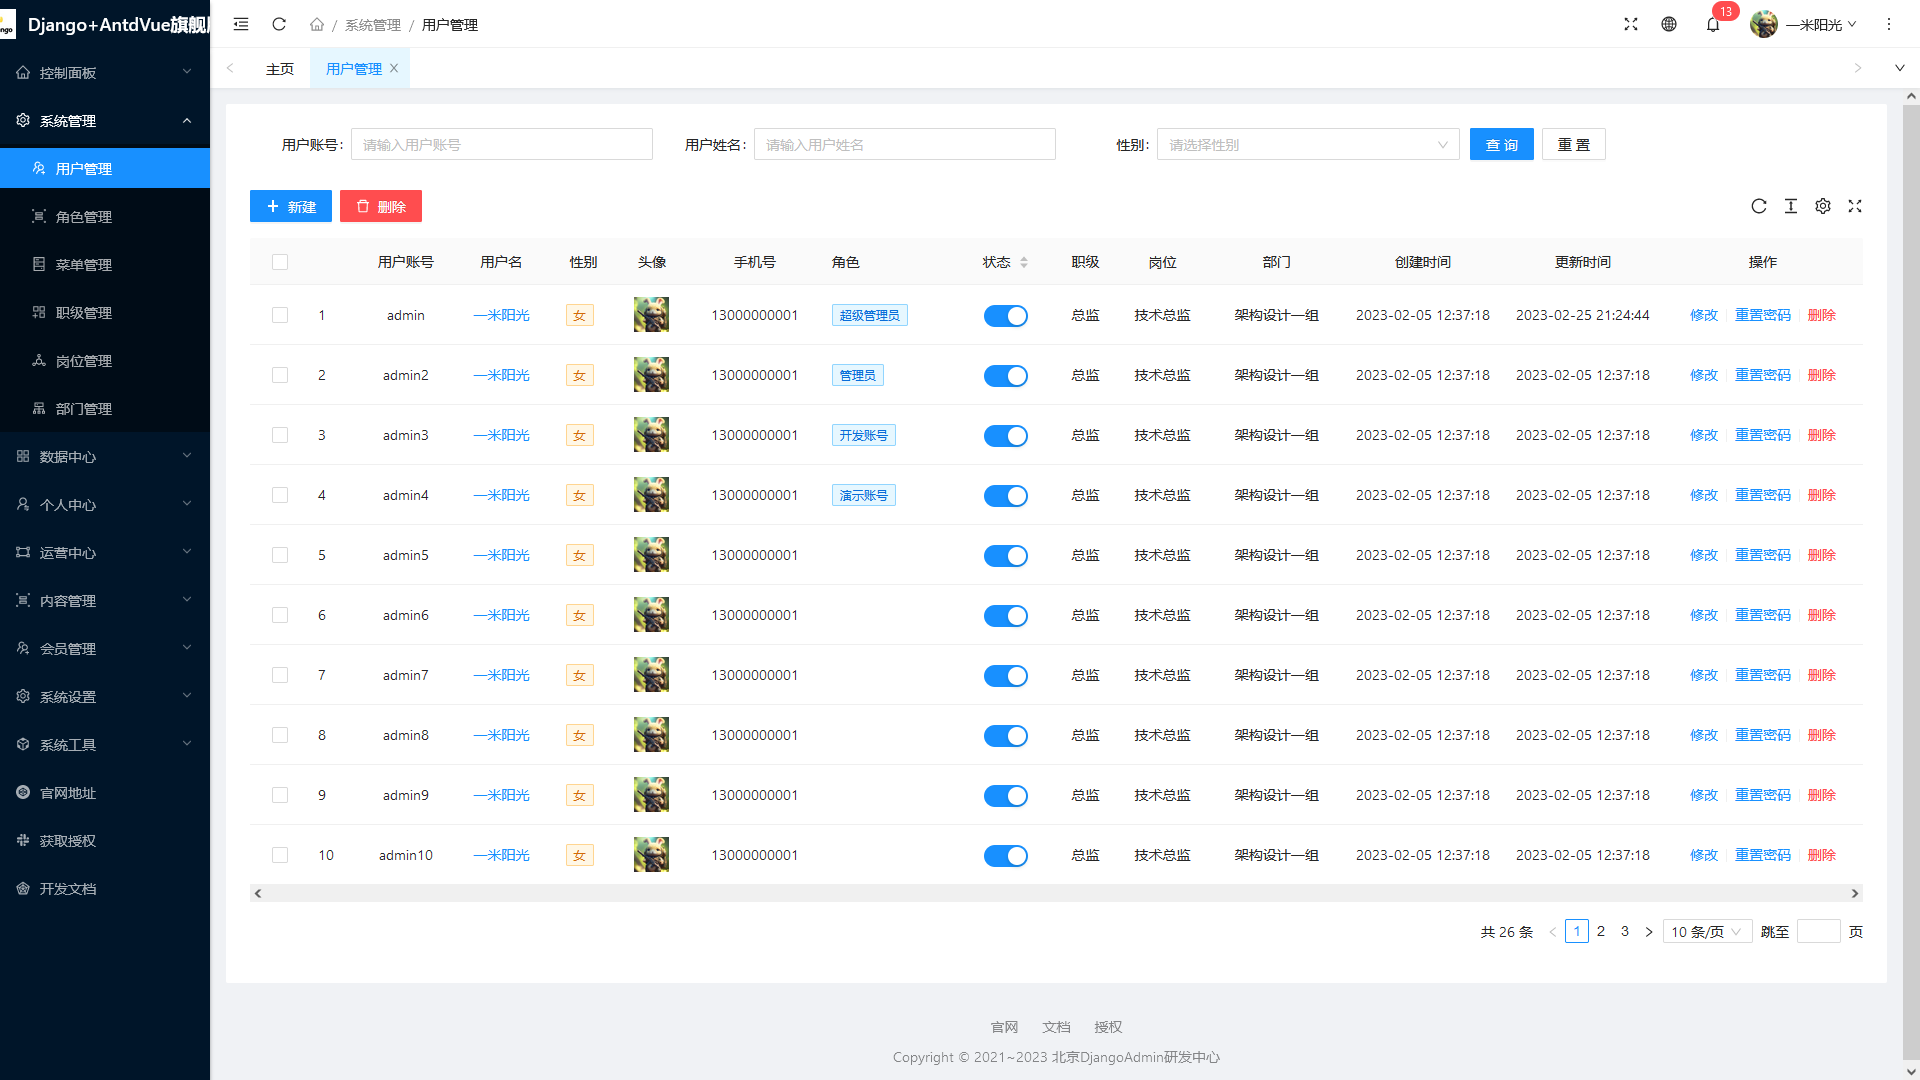 Django+AntdVue旗舰
系统管理 / 用户管理
13
一米阳光
主页
用户管理
控制面板
系统管理
用户管理
角色管理
菜单管理
职级管理
岗位管理
部门管理
数据中心
个人中心
运营中心
内容管理
会员管理
系统设置
系统工具
官网地址
获取授权
开发文档
用户账号: 请输入用户账号 用户姓名: 请输入用户姓名 性别: 请选择性别 查 询 重 置
新建 删除
用户账号 用户名 性别 头像 手机号 角色 状态 职级 岗位 部门 创建时间 更新时间 操作
1 admin 一米阳光 女 13000000001 超级管理员 总监 技术总监 架构设计一组 2023-02-05 12:37:18 2023-02-25 21:24:44 修改 重置密码 删除
2 admin2 一米阳光 女 13000000001 管理员 总监 技术总监 架构设计一组 2023-02-05 12:37:18 2023-02-05 12:37:18 修改 重置密码 删除
3 admin3 一米阳光 女 13000000001 开发账号 总监 技术总监 架构设计一组 2023-02-05 12:37:18 2023-02-05 12:37:18 修改 重置密码 删除
4 admin4 一米阳光 女 13000000001 演示账号 总监 技术总监 架构设计一组 2023-02-05 12:37:18 2023-02-05 12:37:18 修改 重置密码 删除
5 admin5 一米阳光 女 13000000001 总监 技术总监 架构设计一组 2023-02-05 12:37:18 2023-02-05 12:37:18 修改 重置密码 删除
6 admin6 一米阳光 女 13000000001 总监 技术总监 架构设计一组 2023-02-05 12:37:18 2023-02-05 12:37:18 修改 重置密码 删除
7 admin7 一米阳光 女 13000000001 总监 技术总监 架构设计一组 2023-02-05 12:37:18 2023-02-05 12:37:18 修改 重置密码 删除
8 admin8 一米阳光 女 13000000001 总监 技术总监 架构设计一组 2023-02-05 12:37:18 2023-02-05 12:37:18 修改 重置密码 删除
9 admin9 一米阳光 女 13000000001 总监 技术总监 架构设计一组 2023-02-05 12:37:18 2023-02-05 12:37:18 修改 重置密码 删除
10 admin10 一米阳光 女 13000000001 总监 技术总监 架构设计一组 2023-02-05 12:37:18 2023-02-05 12:37:18 修改 重置密码 删除
共 26 条 1 2 3 10 条/页 跳至 页
官网 文档 授权
Copyright © 2021~2023 北京DjangoAdmin研发中心